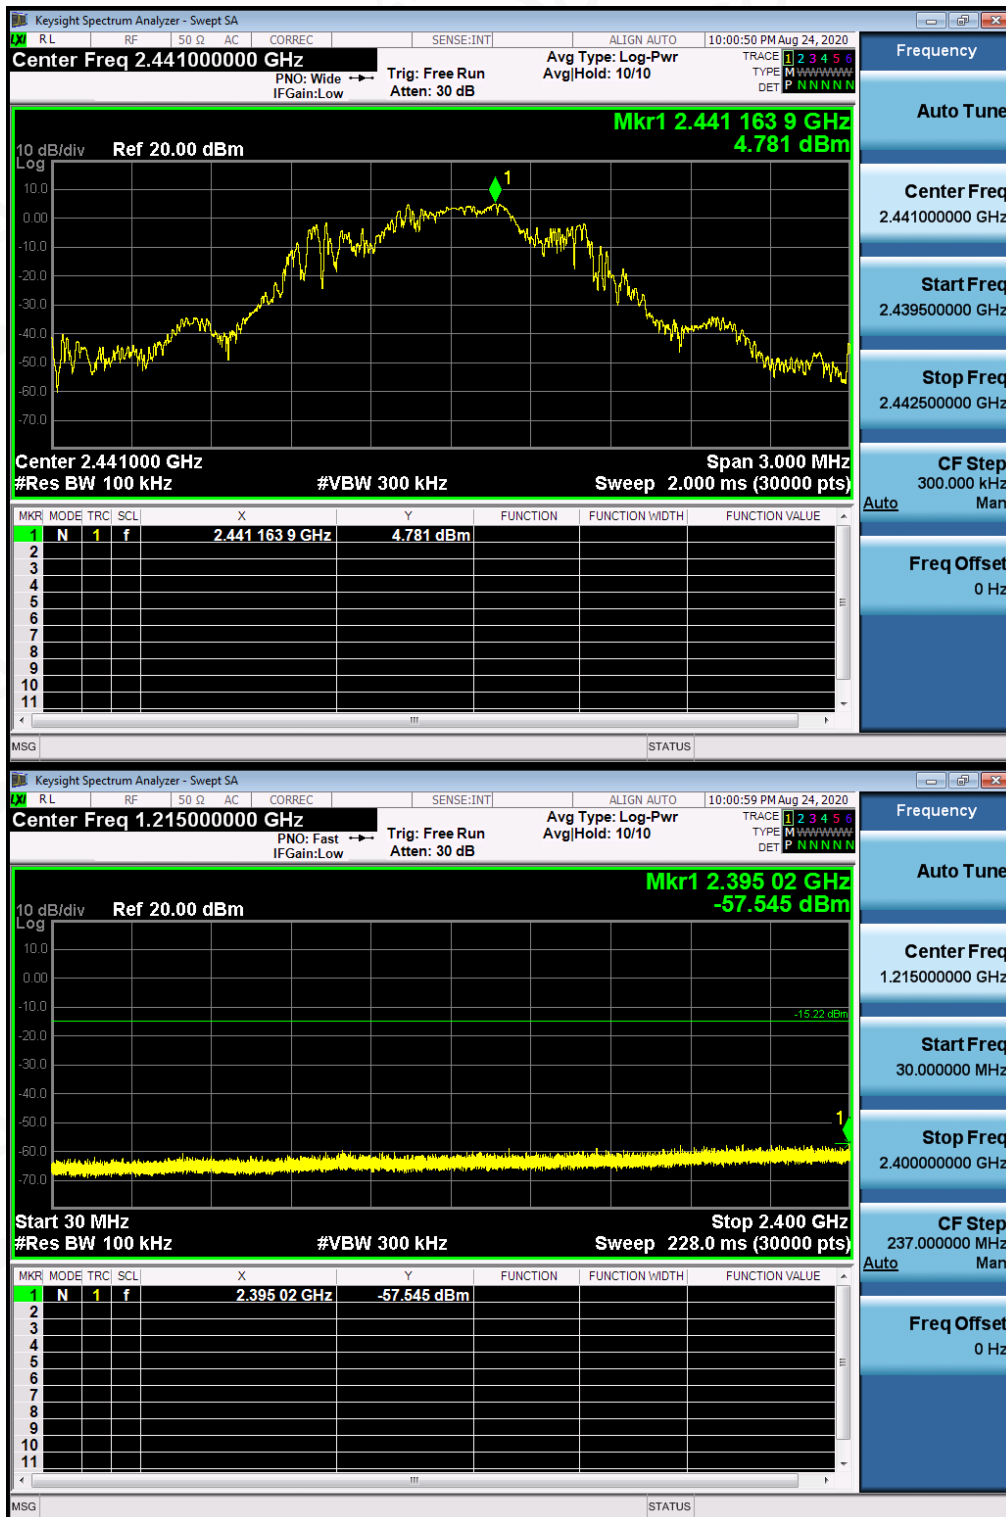 Keysight Spectrum Analyzer - Swept SA
LXI RL RF 50 Ω AC CORREC SENSE:INT ALIGN AUTO 10:00:50 PM Aug 24, 2020
Center Freq 2.441000000 GHz
PNO: Wide
IFGain:Low
Trig: Free Run
Atten: 30 dB
Avg Type: Log-Pwr
Avg|Hold: 10/10
TRACE 1 2 3 4 5 6
TYPE M W W W W W
DET P N N N N N
Mkr1 2.441 163 9 GHz
4.781 dBm
10 dB/div Ref 20.00 dBm
Log
10.0
0.00
-10.0
-20.0
-30.0
-40.0
-50.0
-60.0
-70.0
1
Center 2.441000 GHz Span 3.000 MHz
#Res BW 100 kHz #VBW 300 kHz Sweep 2.000 ms (30000 pts)
MKR MODE TRC SCL X Y FUNCTION FUNCTION WIDTH FUNCTION VALUE
1 N 1 f 2.441 163 9 GHz 4.781 dBm
2
3
4
5
6
7
8
9
10
11
MSG STATUS
Frequency
Auto Tune
Center Freq
2.441000000 GHz
Start Freq
2.439500000 GHz
Stop Freq
2.442500000 GHz
CF Step
300.000 kHz
Auto Man
Freq Offset
0 Hz
Keysight Spectrum Analyzer - Swept SA
LXI RL RF 50 Ω AC CORREC SENSE:INT ALIGN AUTO 10:00:59 PM Aug 24, 2020
Center Freq 1.215000000 GHz
PNO: Fast
IFGain:Low
Trig: Free Run
Atten: 30 dB
Avg Type: Log-Pwr
Avg|Hold: 10/10
TRACE 1 2 3 4 5 6
TYPE M W W W W W
DET P N N N N N
Mkr1 2.395 02 GHz
-57.545 dBm
10 dB/div Ref 20.00 dBm
Log
10.0
0.00
-10.0
-20.0
-30.0
-40.0
-50.0
-60.0
-70.0
-15.22 dBm
1
Start 30 MHz Stop 2.400 GHz
#Res BW 100 kHz #VBW 300 kHz Sweep 228.0 ms (30000 pts)
MKR MODE TRC SCL X Y FUNCTION FUNCTION WIDTH FUNCTION VALUE
1 N 1 f 2.395 02 GHz -57.545 dBm
2
3
4
5
6
7
8
9
10
11
MSG STATUS
Frequency
Auto Tune
Center Freq
1.215000000 GHz
Start Freq
30.000000 MHz
Stop Freq
2.400000000 GHz
CF Step
237.000000 MHz
Auto Man
Freq Offset
0 Hz